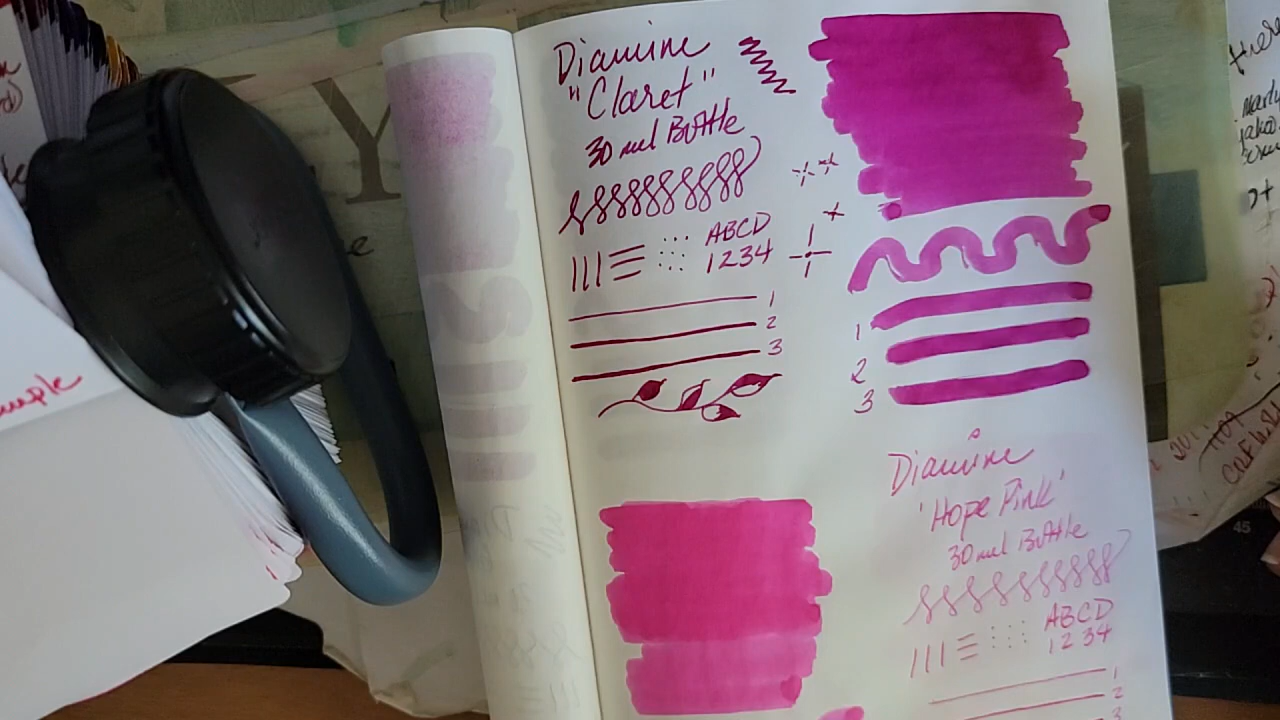 Diamine
"Claret"
30 ml Bottle
ABCD
1234
1
2
3
1
2
3
Diamine
'Hope Pink'
30 ml Bottle
ABCD
1234
1
2
3
Y
45